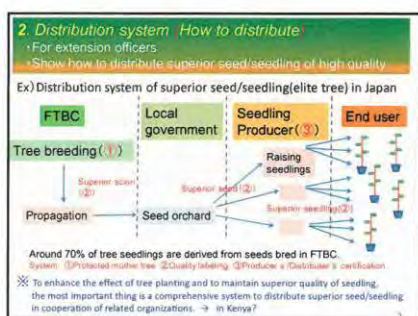 2. Distribution system (How to distribute)
・For extension officers
・Show how to distribute superior seed/seedling of high quality
Ex) Distribution system of superior seed/seedling(elite tree) in Japan
FTBC
Local government
Seedling Producer(③)
End user
Tree breeding(①)
Superior scion (②)
Propagation
Seed orchard
Superior seed(②)
Raising seedlings
Superior seedling(②)
Around 70% of tree seedlings are derived from seeds bred in FTBC.
System ①Protected mother tree ②Quality labeling ③Producer's /Distributer's certification
※ To enhance the effect of tree planting and to maintain superior quality of seedling,
the most important thing is a comprehensive system to distribute superior seed/seedling
in cooperation of related organizations. → in Kenya?